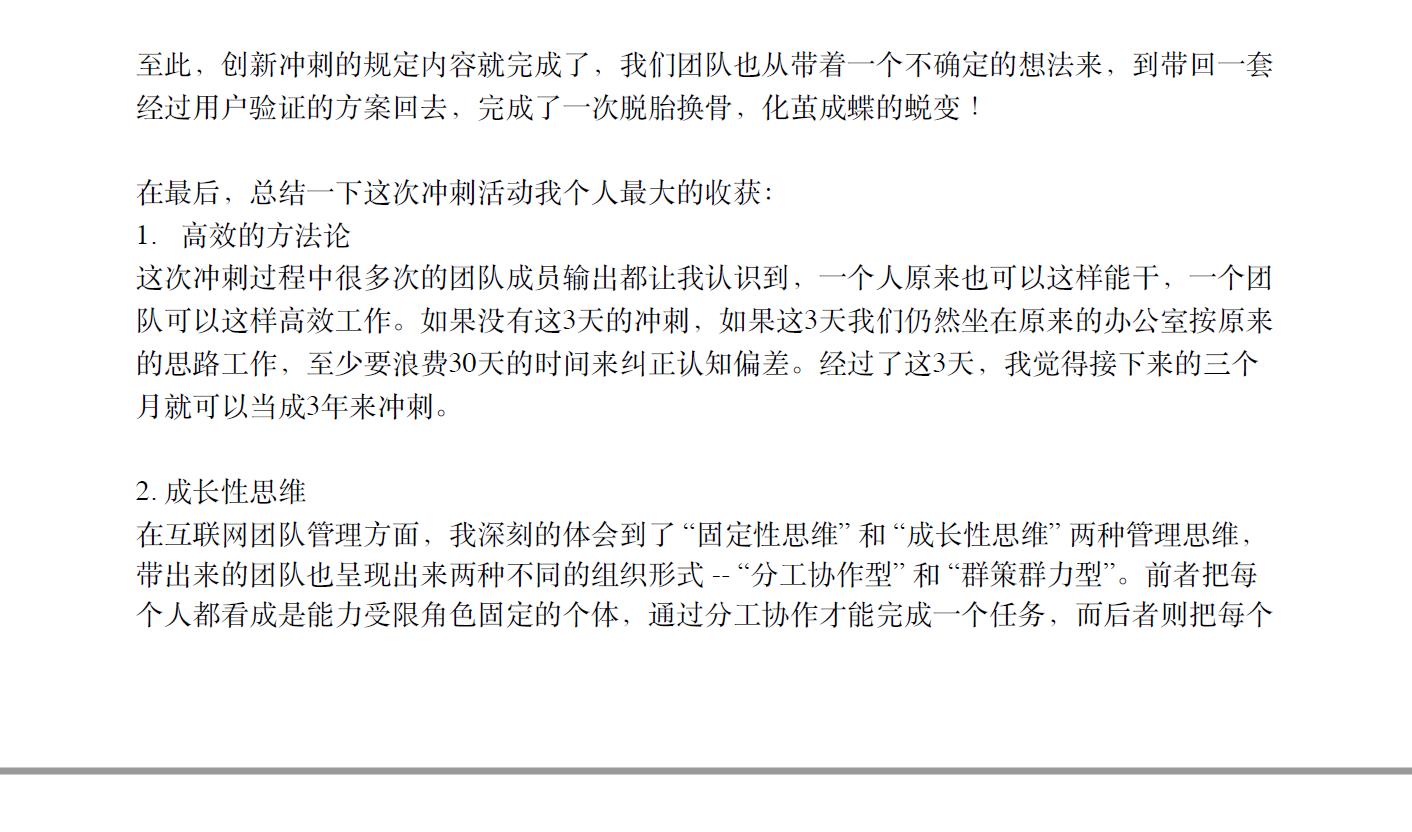 至此，创新冲刺的规定内容就完成了，我们团队也从带着一个不确定的想法来，到带回一套
经过用户验证的方案回去，完成了一次脱胎换骨，化茧成蝶的蜕变！
在最后，总结一下这次冲刺活动我个人最大的收获：
1. 高效的方法论
这次冲刺过程中很多次的团队成员输出都让我认识到，一个人原来也可以这样能干，一个团
队可以这样高效工作。如果没有这3天的冲刺，如果这3天我们仍然坐在原来的办公室按原来
的思路工作，至少要浪费30天的时间来纠正认知偏差。经过了这3天，我觉得接下来的三个
月就可以当成3年来冲刺。
2. 成长性思维
在互联网团队管理方面，我深刻的体会到了 “固定性思维” 和 “成长性思维” 两种管理思维，
带出来的团队也呈现出来两种不同的组织形式 -- “分工协作型” 和 “群策群力型”。前者把每
个人都看成是能力受限角色固定的个体，通过分工协作才能完成一个任务，而后者则把每个